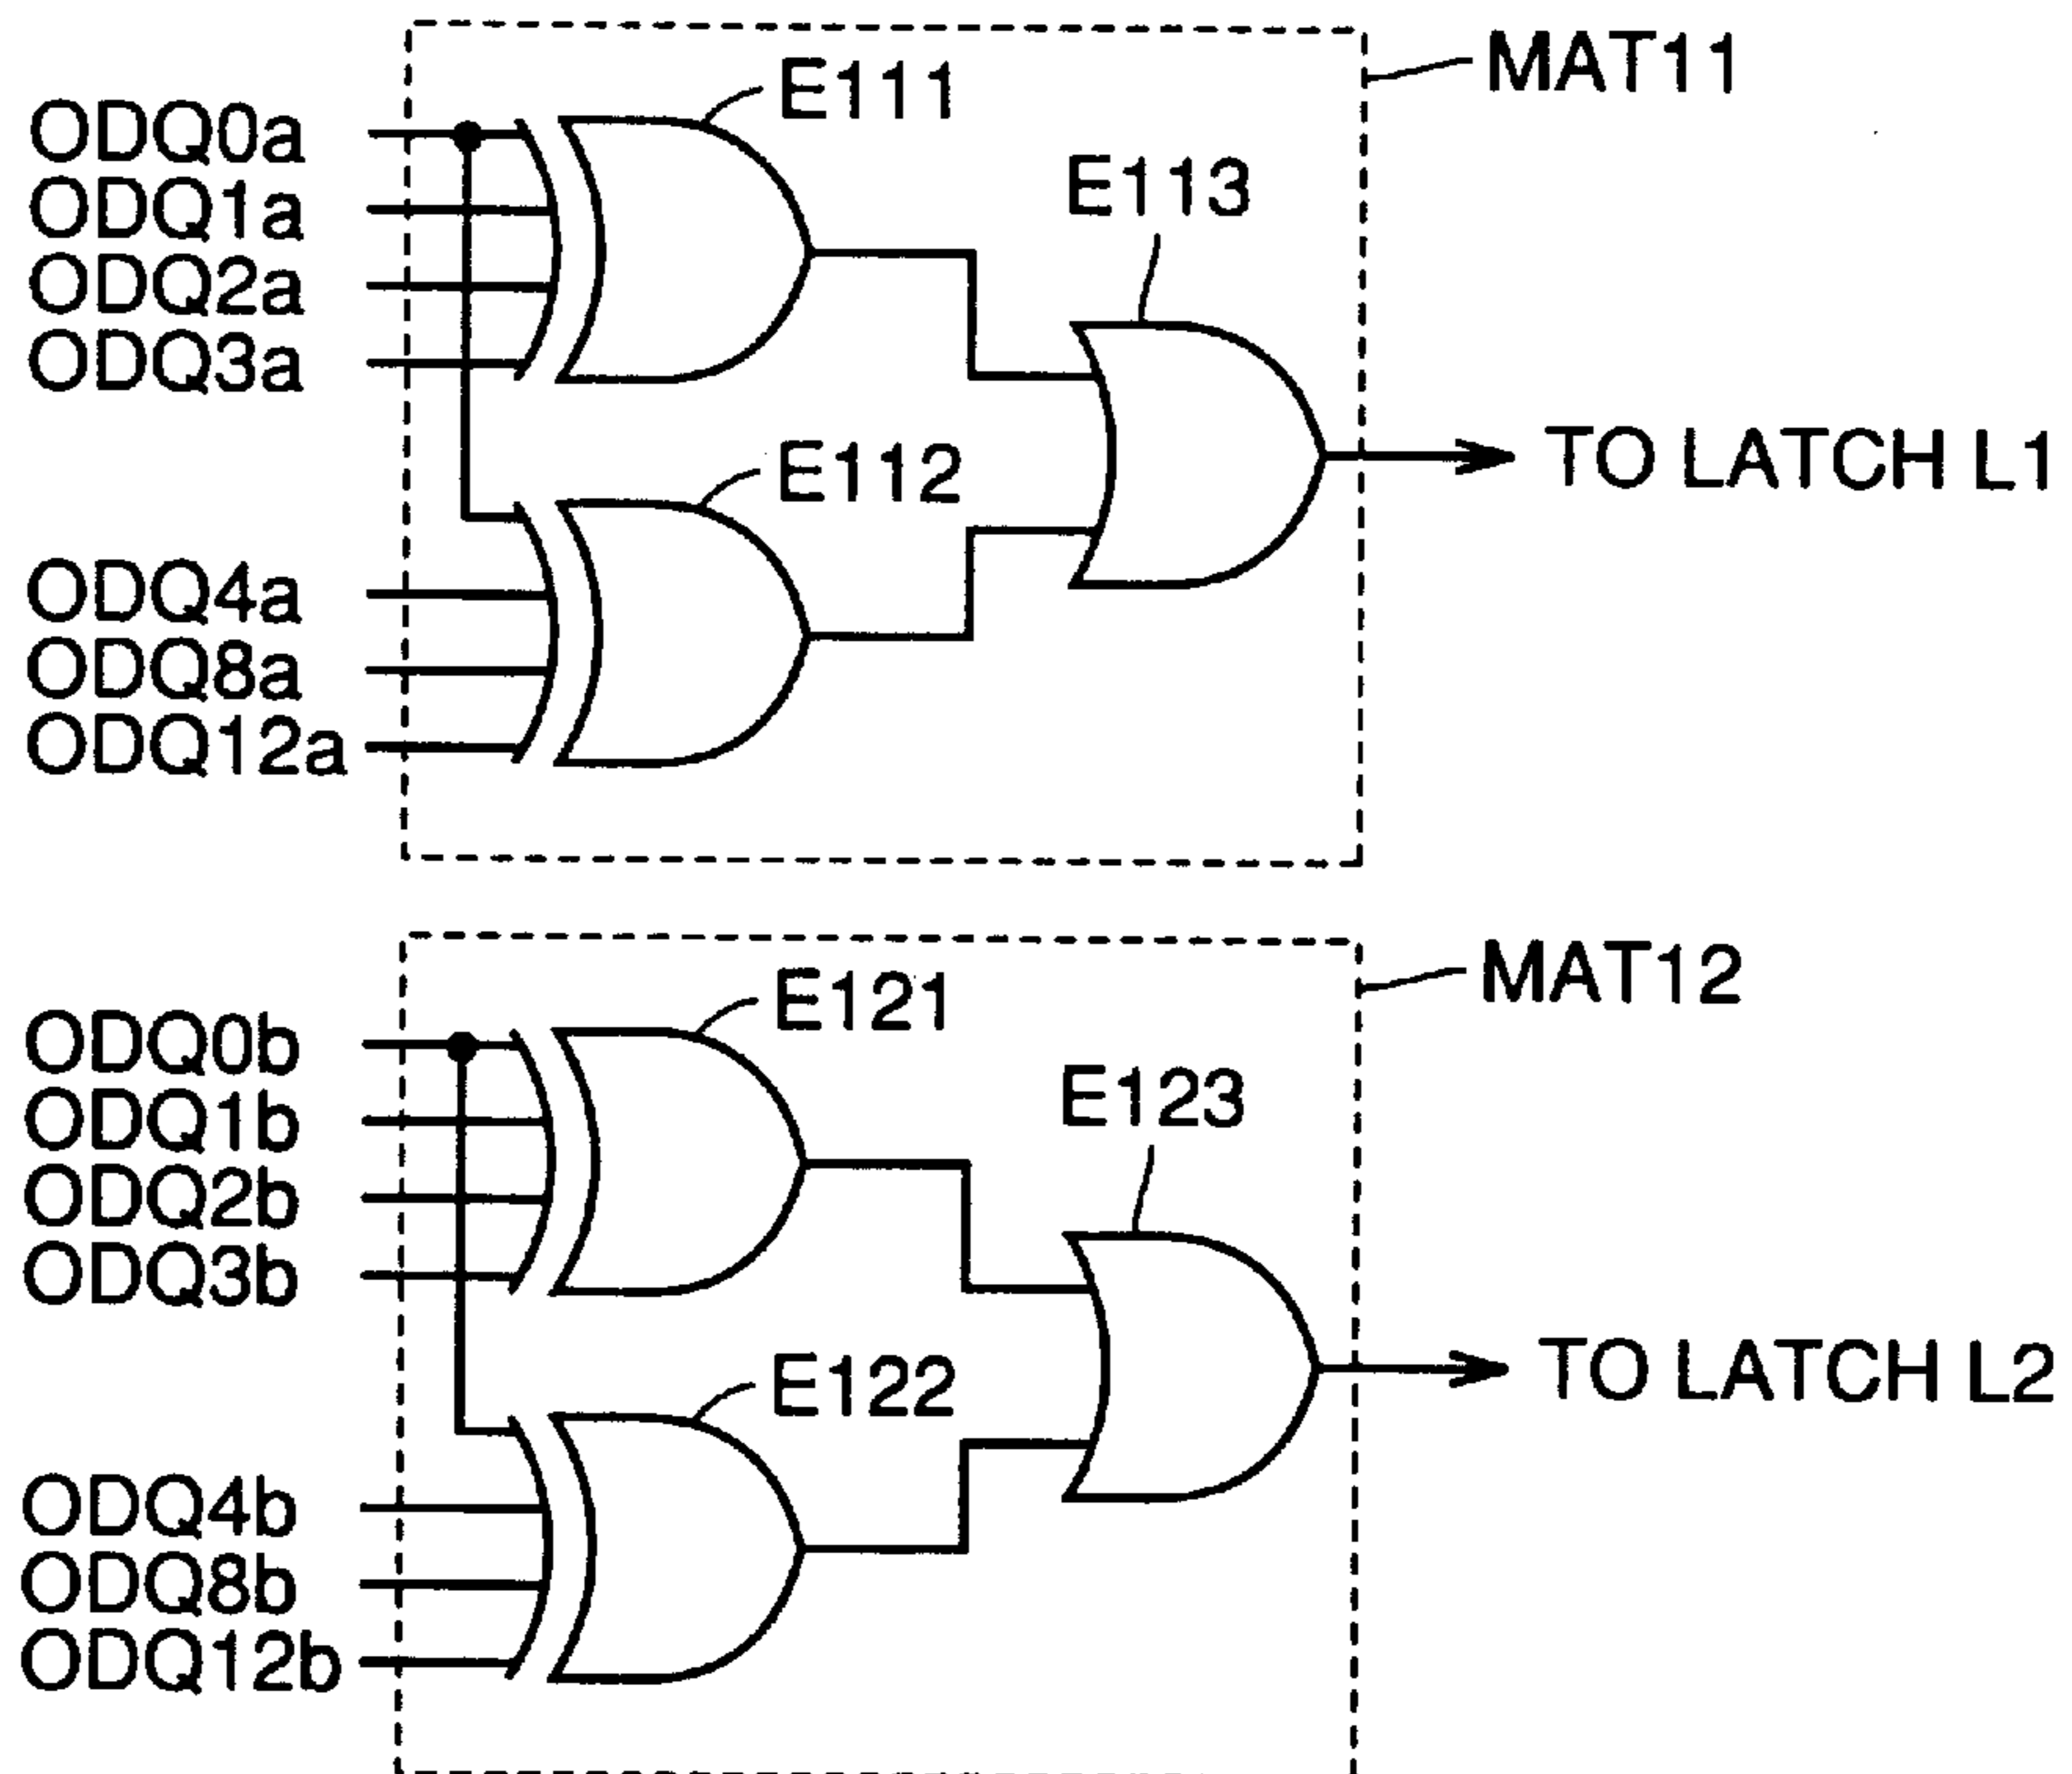 MAT11
E111
ODQ0a
ODQ1a
ODQ2a
ODQ3a
E113
E112
TO LATCH L1
ODQ4a
ODQ8a
ODQ12a
MAT12
E121
ODQ0b
ODQ1b
ODQ2b
ODQ3b
E123
E122
TO LATCH L2
ODQ4b
ODQ8b
ODQ12b